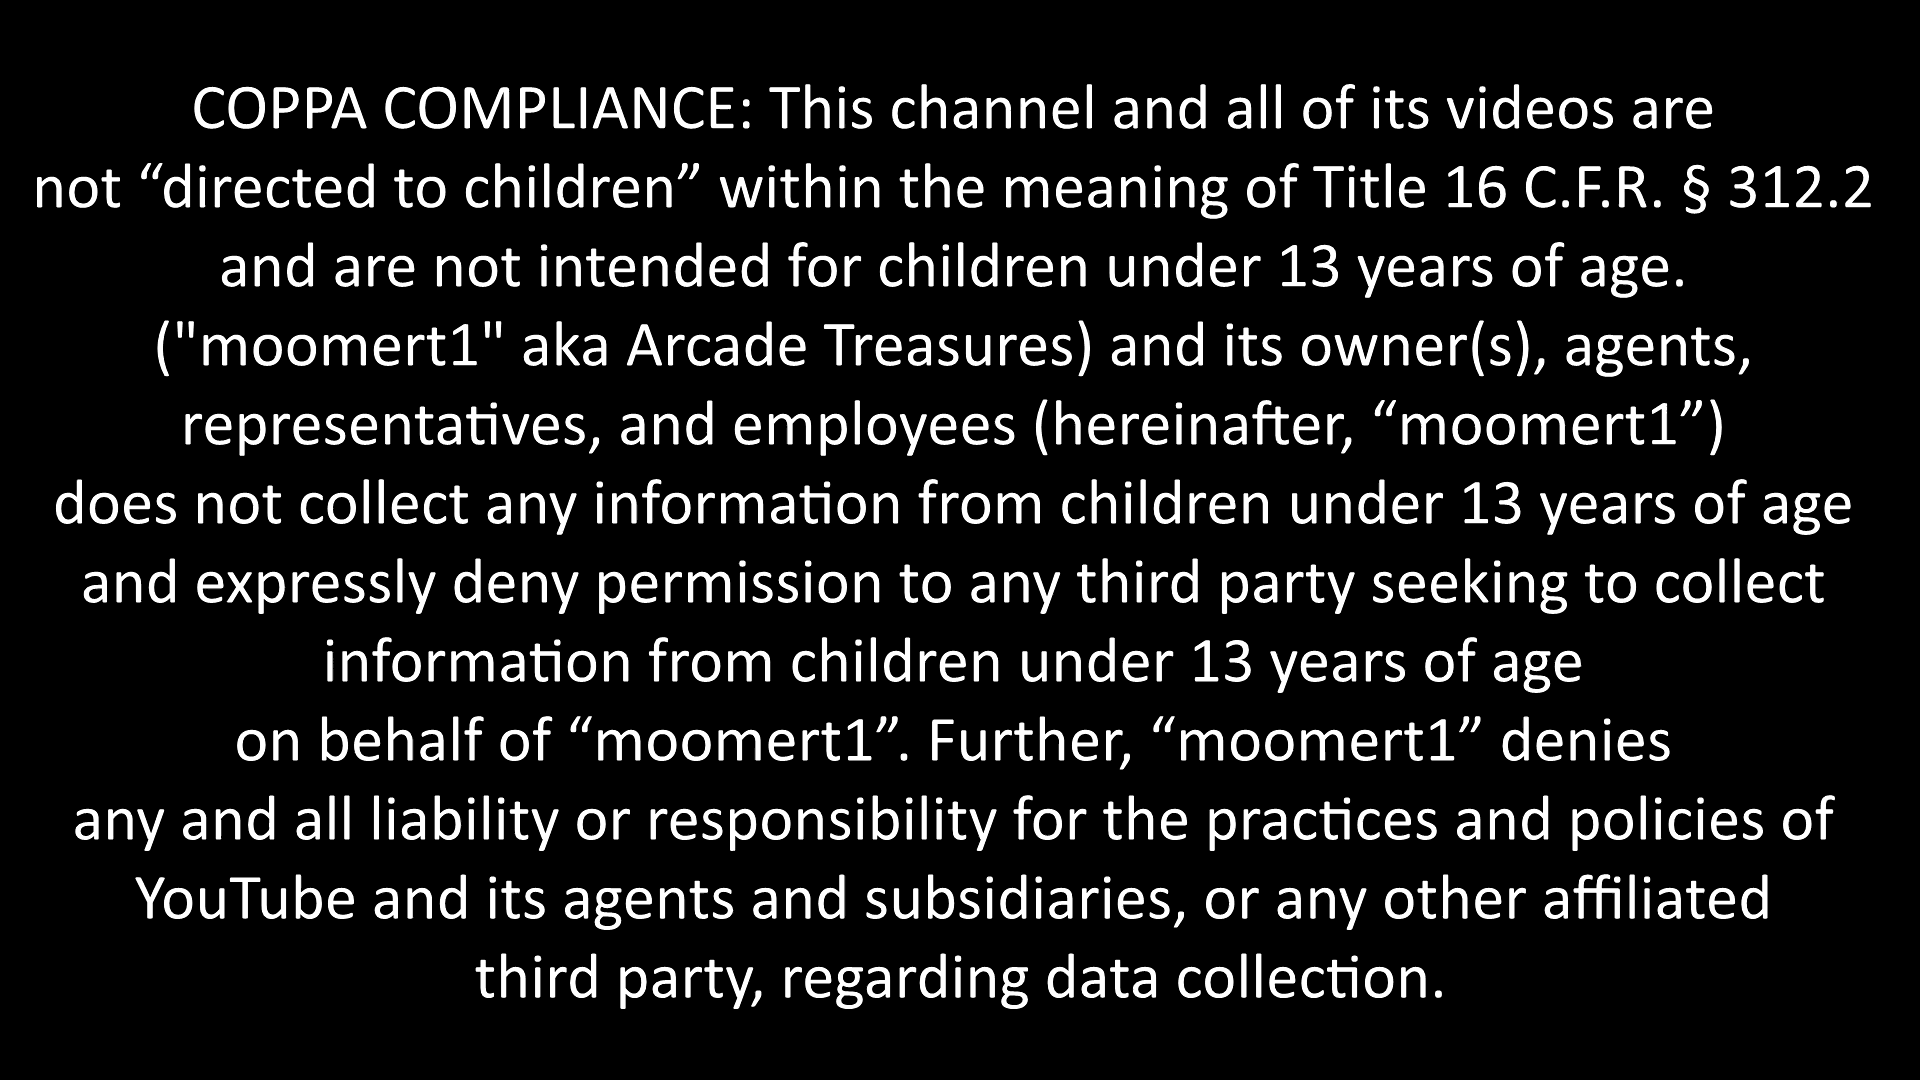 COPPA COMPLIANCE: This channel and all of its videos are
not “directed to children” within the meaning of Title 16 C.F.R. § 312.2
and are not intended for children under 13 years of age.
("moomert1" aka Arcade Treasures) and its owner(s), agents,
representatives, and employees (hereinafter, “moomert1”)
does not collect any information from children under 13 years of age
and expressly deny permission to any third party seeking to collect
information from children under 13 years of age
on behalf of “moomert1”. Further, “moomert1” denies
any and all liability or responsibility for the practices and policies of
YouTube and its agents and subsidiaries, or any other affiliated
third party, regarding data collection.